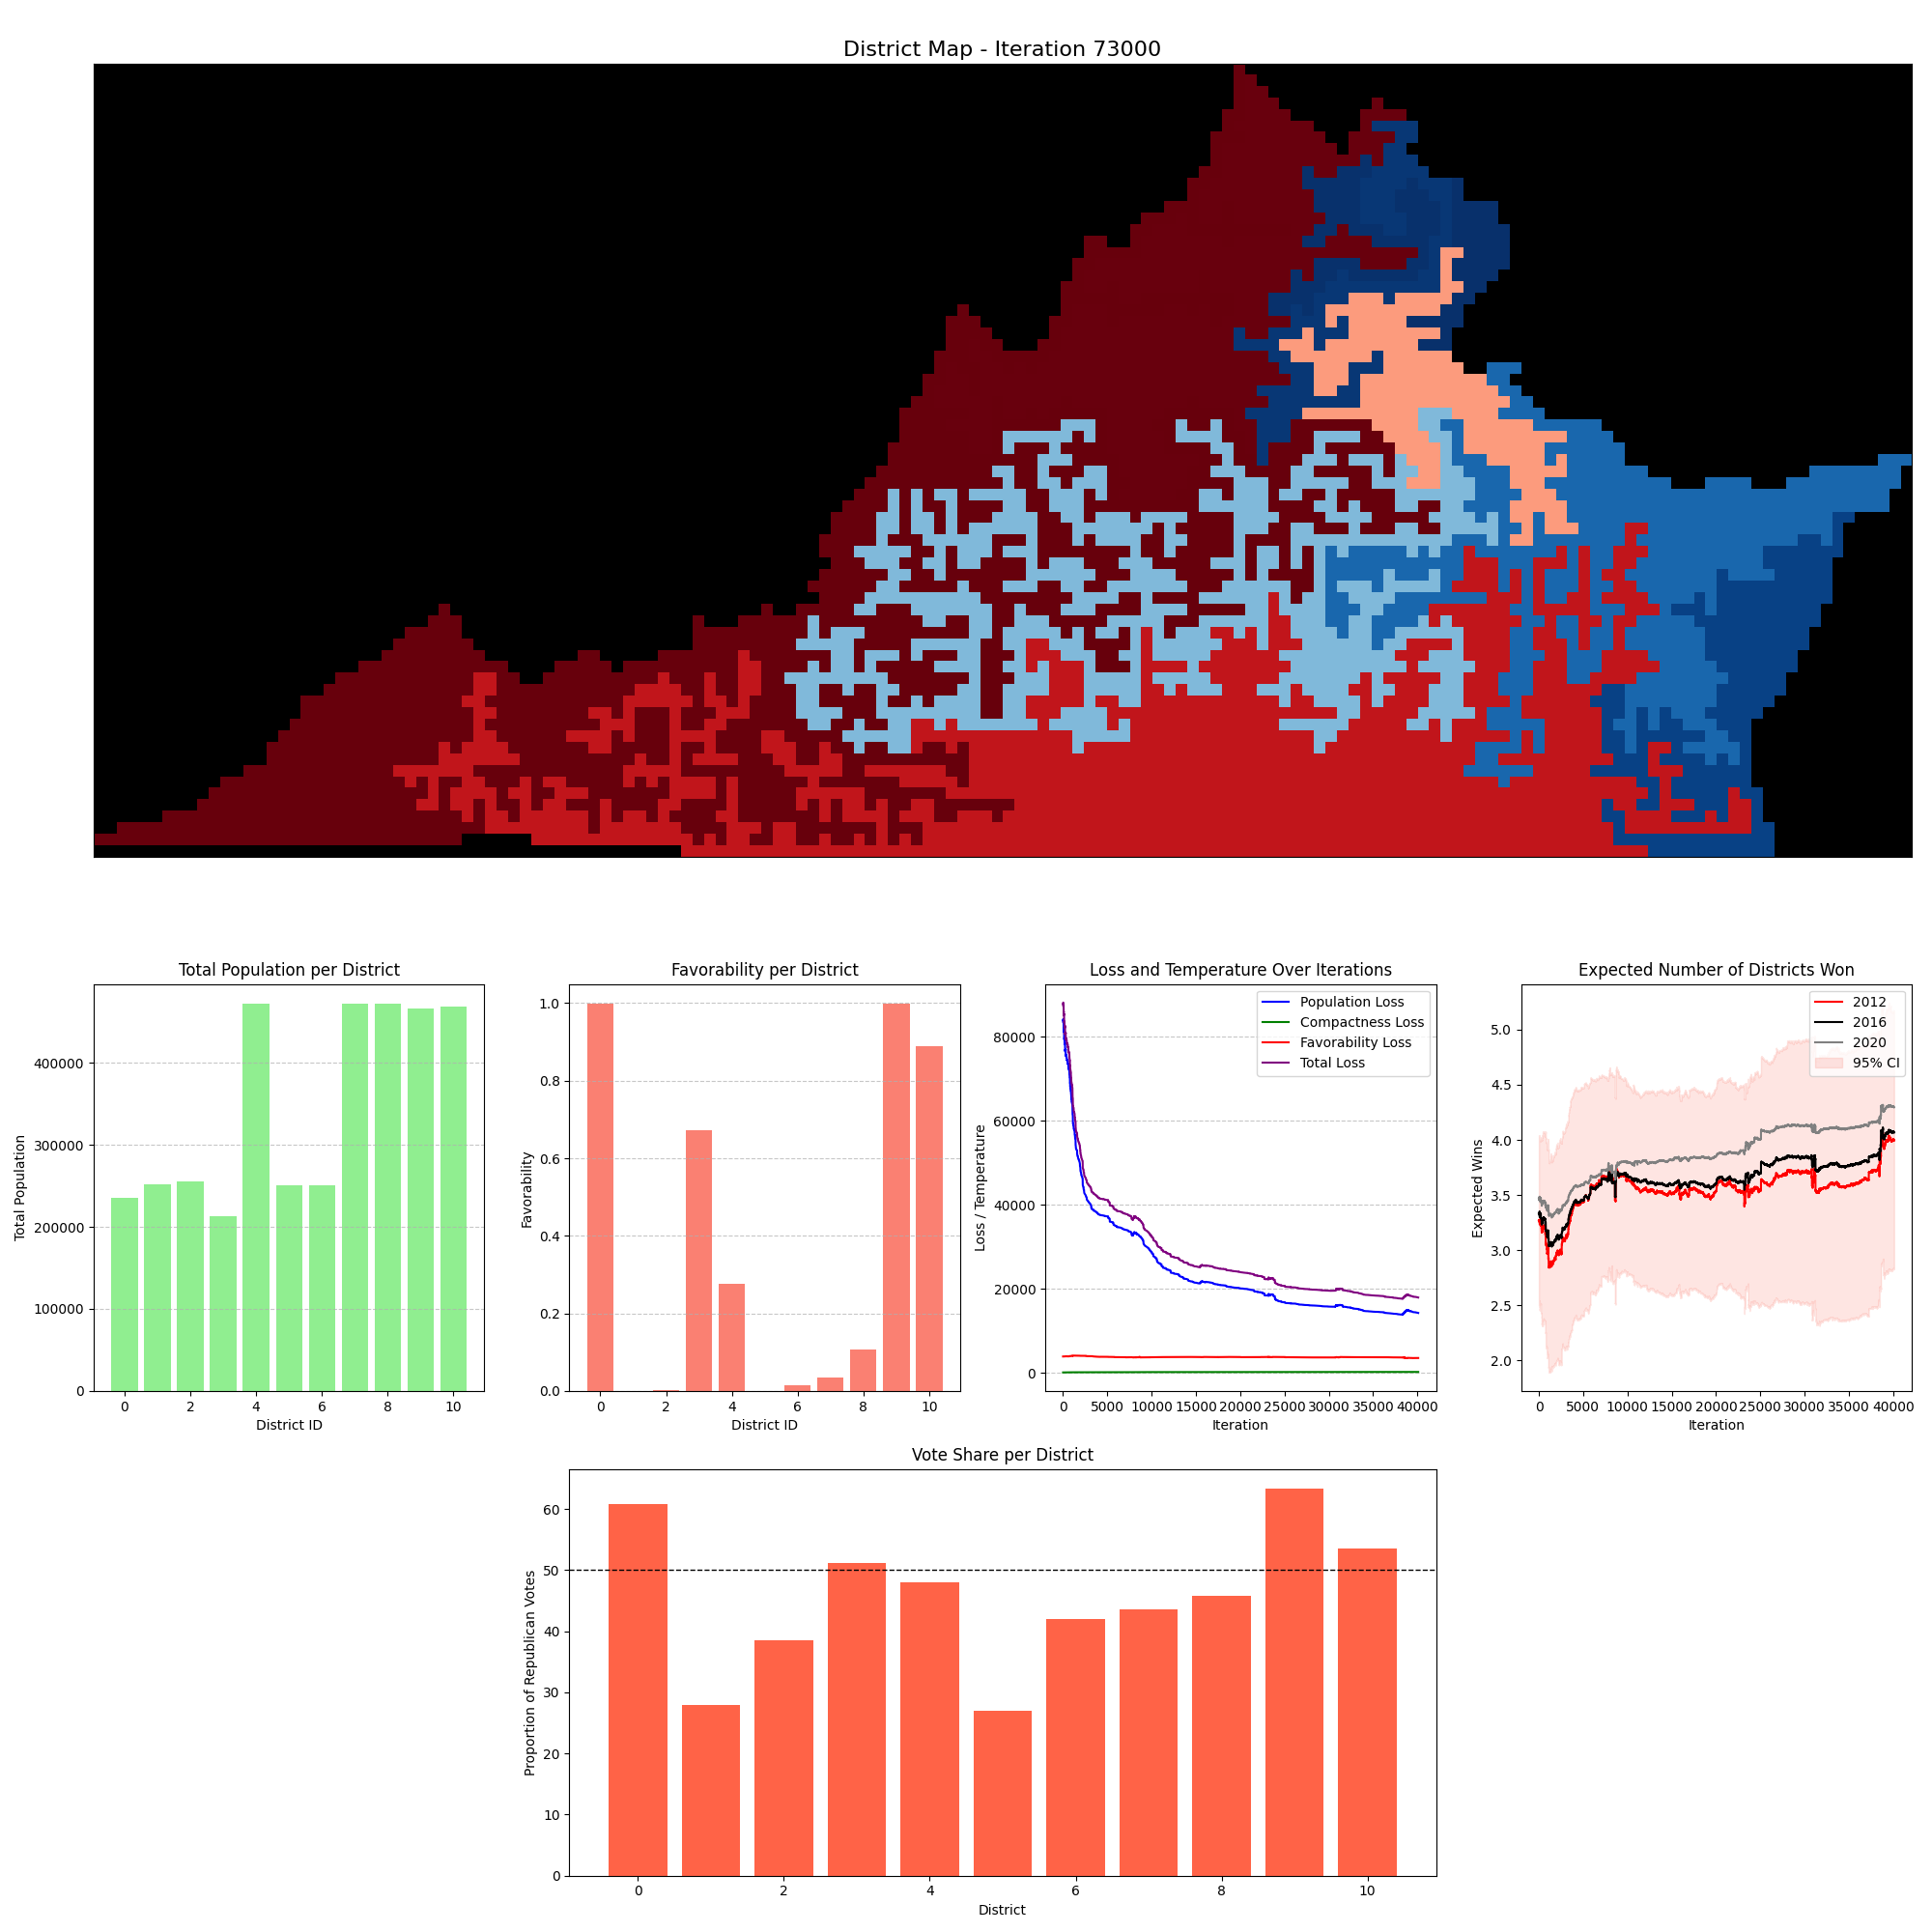 District Map - Iteration 73000
Total Population per District
Total Population
400000
300000
200000
100000
0
0 2 4 6 8 10
District ID
Favorability per District
Favorability
1.0
0.8
0.6
0.4
0.2
0.0
0 2 4 6 8 10
District ID
Loss and Temperature Over Iterations
Loss / Temperature
80000
60000
40000
20000
0
Population Loss
Compactness Loss
Favorability Loss
Total Loss
0 5000 10000 15000 20000 25000 30000 35000 40000
Iteration
Expected Number of Districts Won
Expected Wins
5.0
4.5
4.0
3.5
3.0
2.5
2.0
2012
2016
2020
95% CI
0 5000 10000 15000 20000 25000 30000 35000 40000
Iteration
Vote Share per District
Proportion of Republican Votes
60
50
40
30
20
10
0
0 2 4 6 8 10
District